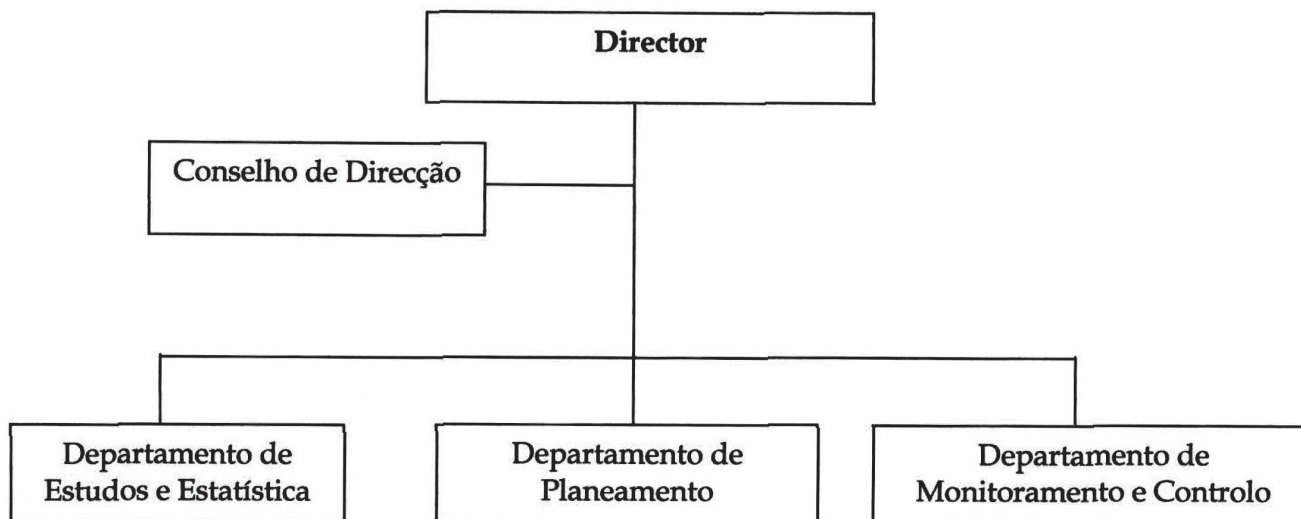 Director
Conselho de Direcção
Departamento de
Estudos e Estatística
Departamento de
Planeamento
Departamento de
Monitoramento e Controlo